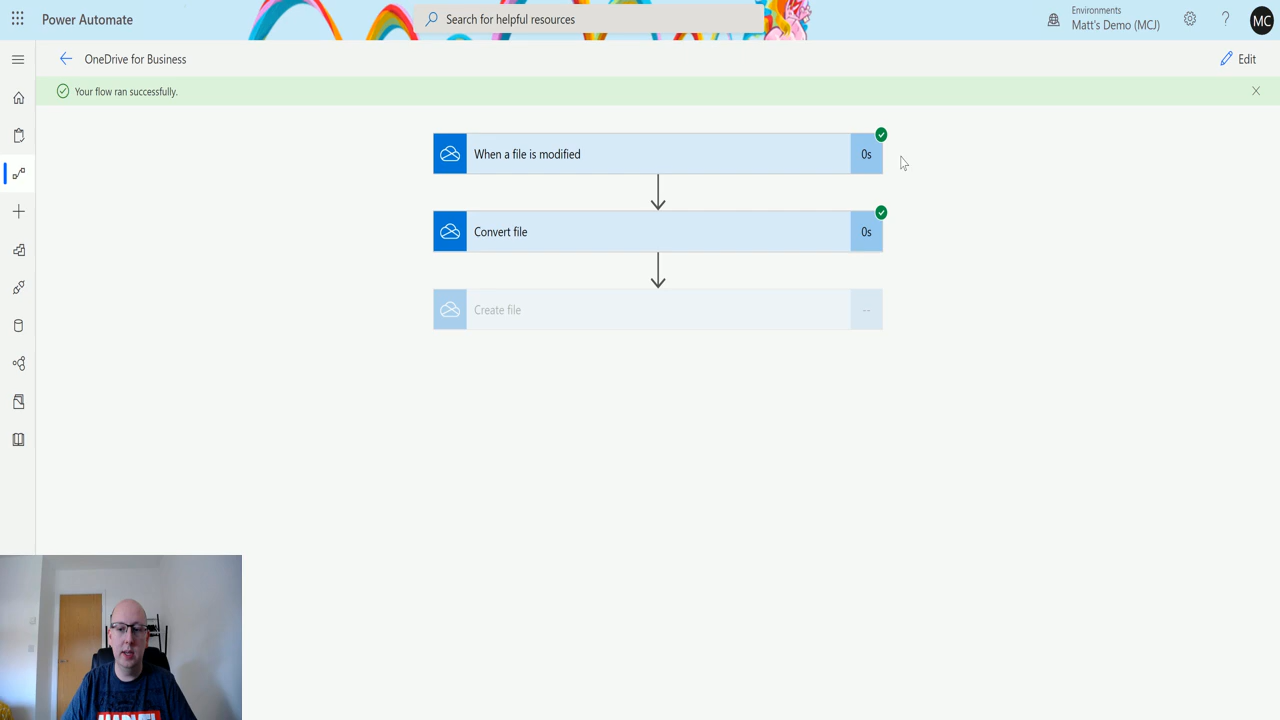 Power Automate
Search for helpful resources
Environments
Matt's Demo (MCJ)
MC
OneDrive for Business
Edit
Your flow ran successfully.
When a file is modified
0s
Convert file
0s
Create file
--
MARVEL